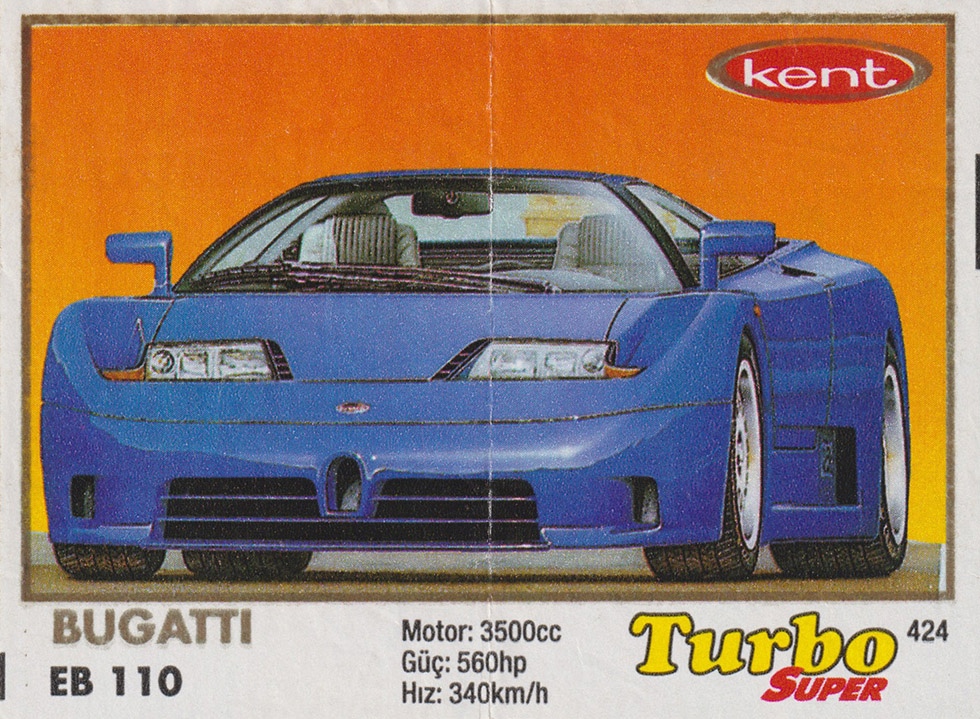 kent
BUGATTI
EB 110
Motor: 3500cc
Güç: 560hp
Hız: 340km/h
Turbo
SUPER
424